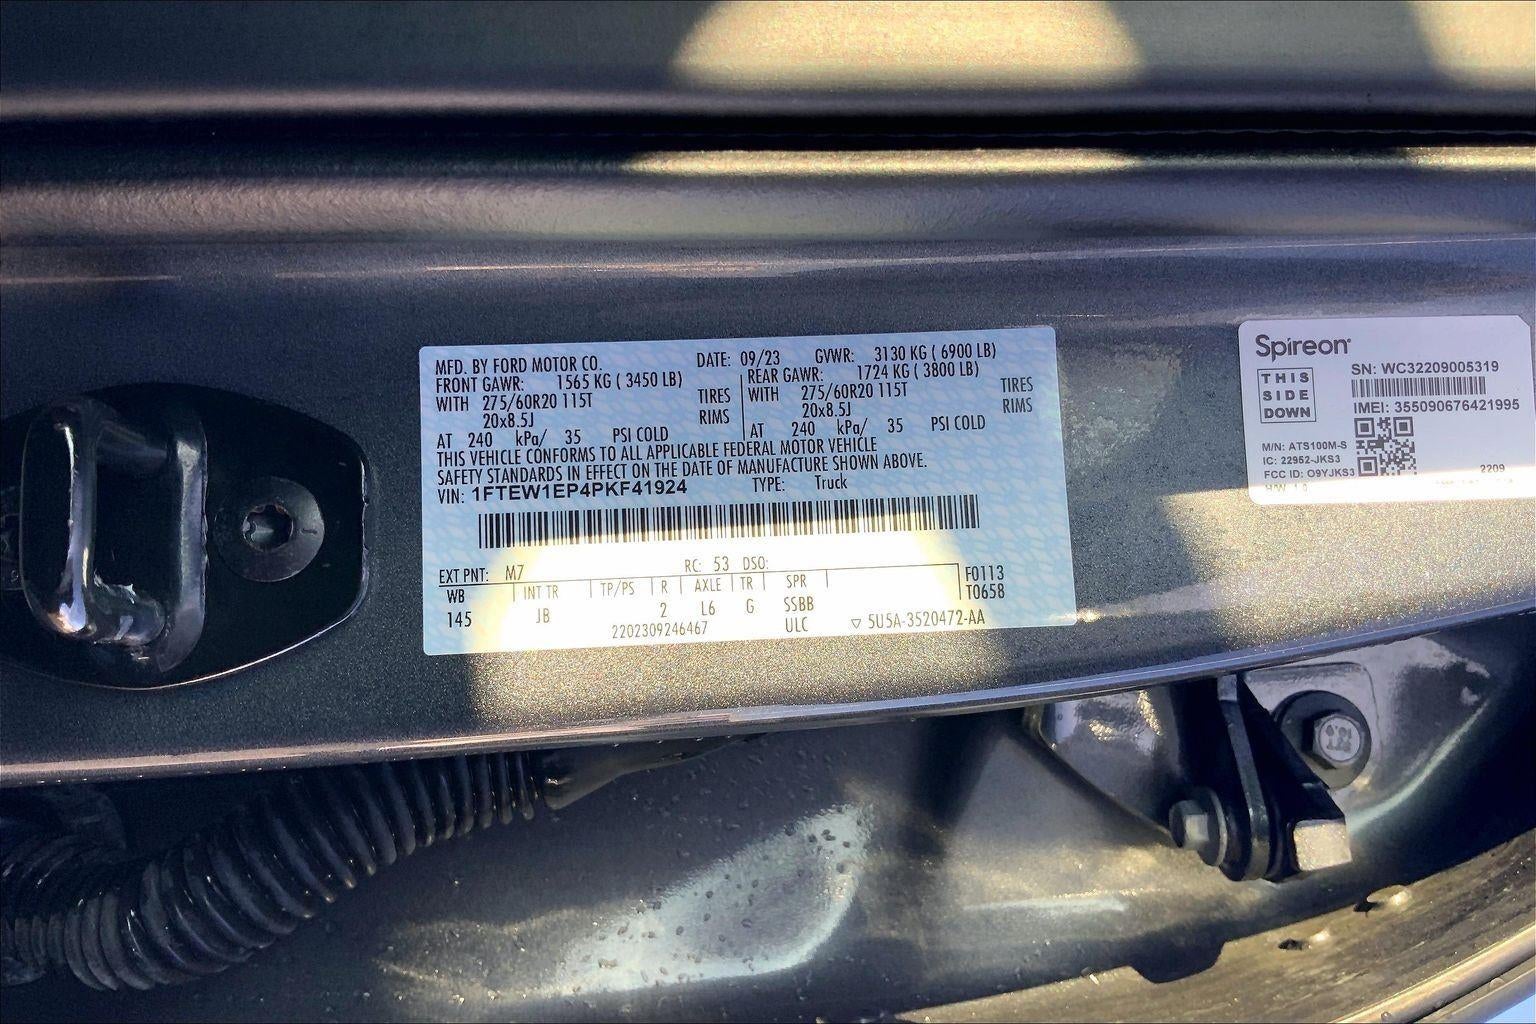 MFD. BY FORD MOTOR CO. DATE: 09/23 GVWR: 3130 KG ( 6900 LB)
FRONT GAWR: 1565 KG ( 3450 LB) REAR GAWR: 1724 KG ( 3800 LB)
WITH 275/60R20 115T TIRES 275/60R20 115T TIRES
WITH
20x8.5J RIMS 20x8.5J RIMS
AT 240 kPa/ 35 PSI COLD AT 240 kPa/ 35 PSI COLD
THIS VEHICLE CONFORMS TO ALL APPLICABLE FEDERAL MOTOR VEHICLE
SAFETY STANDARDS IN EFFECT ON THE DATE OF MANUFACTURE SHOWN ABOVE.
VIN: 1FTEW1EP4PKF41924 TYPE: Truck
EXT PNT: M7 RC: 53 DSO:
WB INT TR TP/PS R AXLE TR SPR F0113
145 JB 2 L6 G SSBB T0658
2202309246467 ULC ▽ 5U5A-3520472-AA
Spireon
THIS
SIDE
DOWN
SN: WC32209005319
IMEI: 355090676421995
M/N: ATS100M-S
IC: 22952-JKS3
FCC ID: O9YJKS3
2209